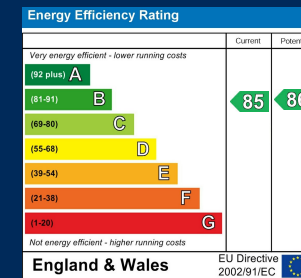 Energy Efficiency Rating
Current
Very energy efficient - lower running costs
(92 plus) A
(81-91) B
85
(69-80) C
(55-68) D
(39-54) E
(21-38) F
(1-20) G
Not energy efficient - higher running costs
England & Wales
EU Directive
2002/91/EC